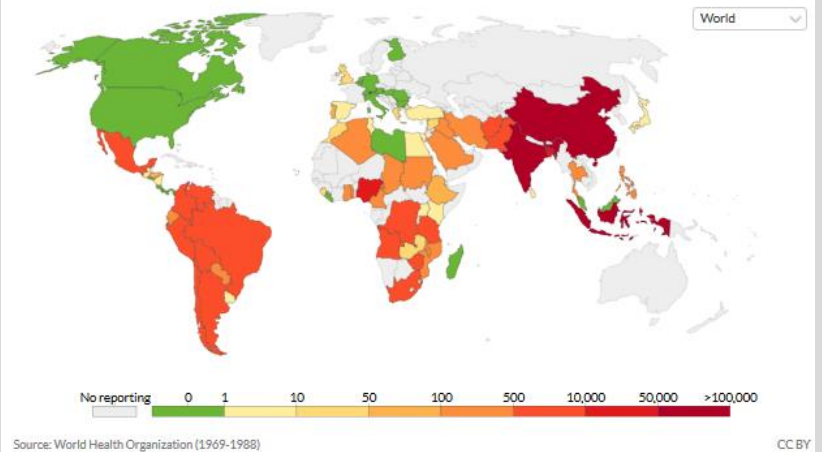 World
No reporting 0 1 10 50 100 500 10,000 50,000 >100,000
Source: World Health Organization (1969-1988) CC BY